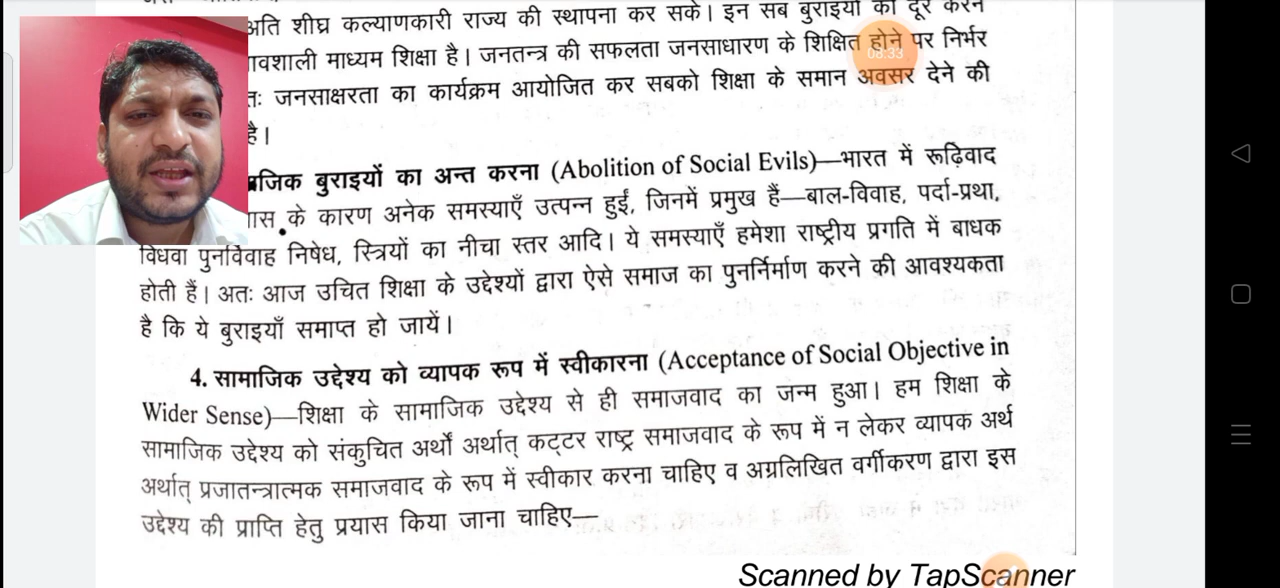 अति शीघ्र कल्याणकारी राज्य की स्थापना कर सके। इन सब बुराइयों को दूर करने
वशाली माध्यम शिक्षा है। जनतन्त्र की सफलता जनसाधारण के शिक्षित होने पर निर्भर
08:33
तः जनसाक्षरता का कार्यक्रम आयोजित कर सबको शिक्षा के समान अवसर देने की
है।
जिक बुराइयों का अन्त करना (Abolition of Social Evils)—भारत में रूढ़िवाद
के कारण अनेक समस्याएँ उत्पन्न हुईं, जिनमें प्रमुख हैं—बाल-विवाह, पर्दा-प्रथा,
विधवा पुनर्विवाह निषेध, स्त्रियों का नीचा स्तर आदि। ये समस्याएँ हमेशा राष्ट्रीय प्रगति में बाधक
होती हैं। अतः आज उचित शिक्षा के उद्देश्यों द्वारा ऐसे समाज का पुनर्निर्माण करने की आवश्यकता
है कि ये बुराइयाँ समाप्त हो जायें।
4. सामाजिक उद्देश्य को व्यापक रूप में स्वीकारना (Acceptance of Social Objective in
Wider Sense)—शिक्षा के सामाजिक उद्देश्य से ही समाजवाद का जन्म हुआ। हम शिक्षा के
सामाजिक उद्देश्य को संकुचित अर्थों अर्थात् कट्टर राष्ट्र समाजवाद के रूप में न लेकर व्यापक अर्थ
अर्थात् प्रजातन्त्रात्मक समाजवाद के रूप में स्वीकार करना चाहिए व अग्रलिखित वर्गीकरण द्वारा इस
उद्देश्य की प्राप्ति हेतु प्रयास किया जाना चाहिए—
Scanned by TapScanner